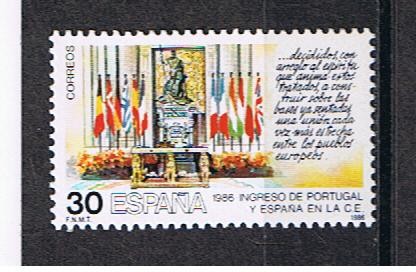 CORREOS
...decididos, con
arreglo al espíritu
que anima estos
tratados, a cons-
truir sobre las
bases ya sentadas
una unión cada
vez más estrecha
entre los pueblos
europeos.
30 ESPAÑA 1986 INGRESO DE PORTUGAL
Y ESPAÑA EN LA C.E.
F.N.M.T. 1986